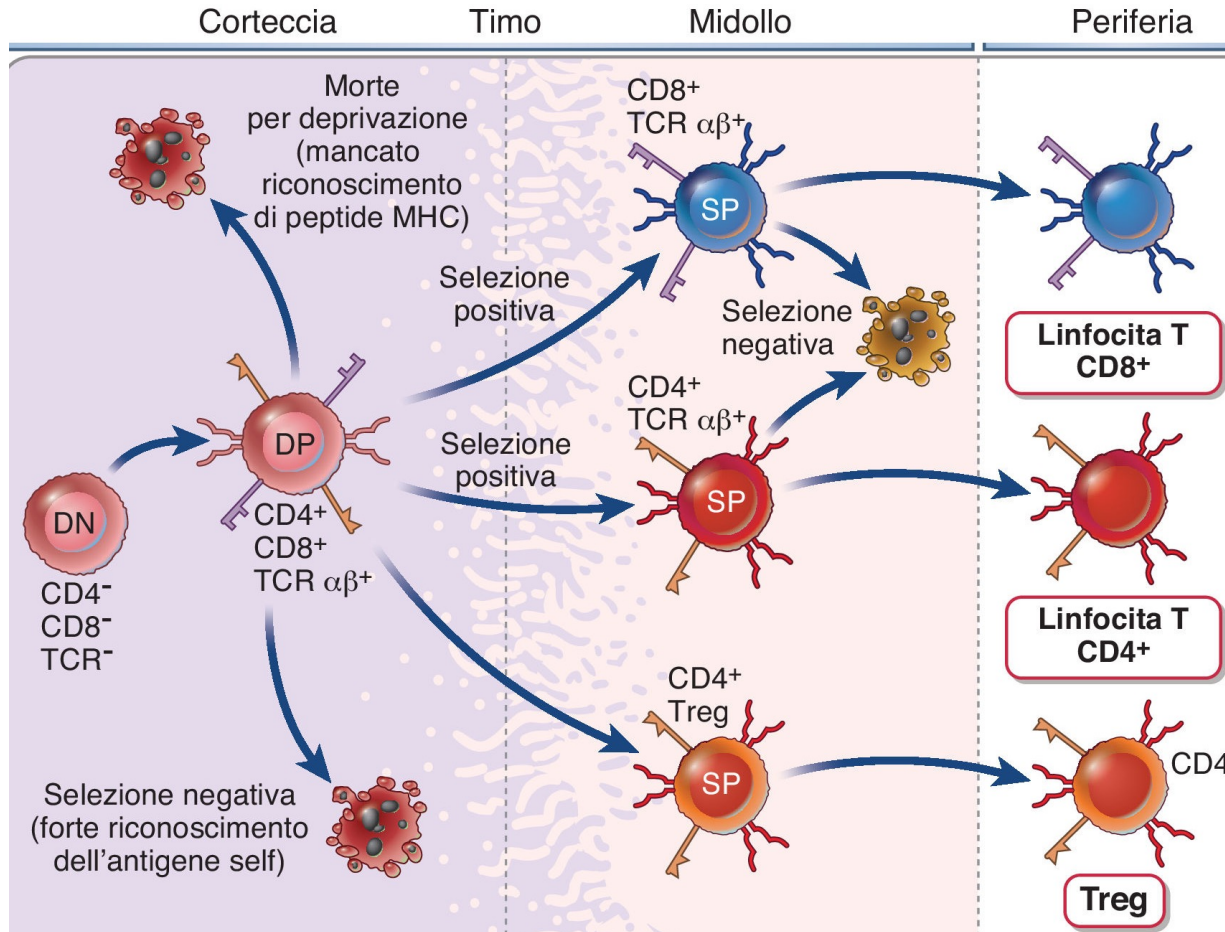 Corteccia
Timo
Midollo
Periferia
Morte
per deprivazione
(mancato
riconoscimento
di peptide MHC)
CD8+
TCR αβ+
SP
Selezione
positiva
Selezione
negativa
Linfocita T
CD8+
DP
CD4+
TCR αβ+
Selezione
positiva
SP
DN
CD4+
CD8+
TCR αβ+
CD4-
CD8-
TCR-
Linfocita T
CD4+
CD4+
Treg
SP
CD4
Selezione negativa
(forte riconoscimento
dell'antigene self)
Treg